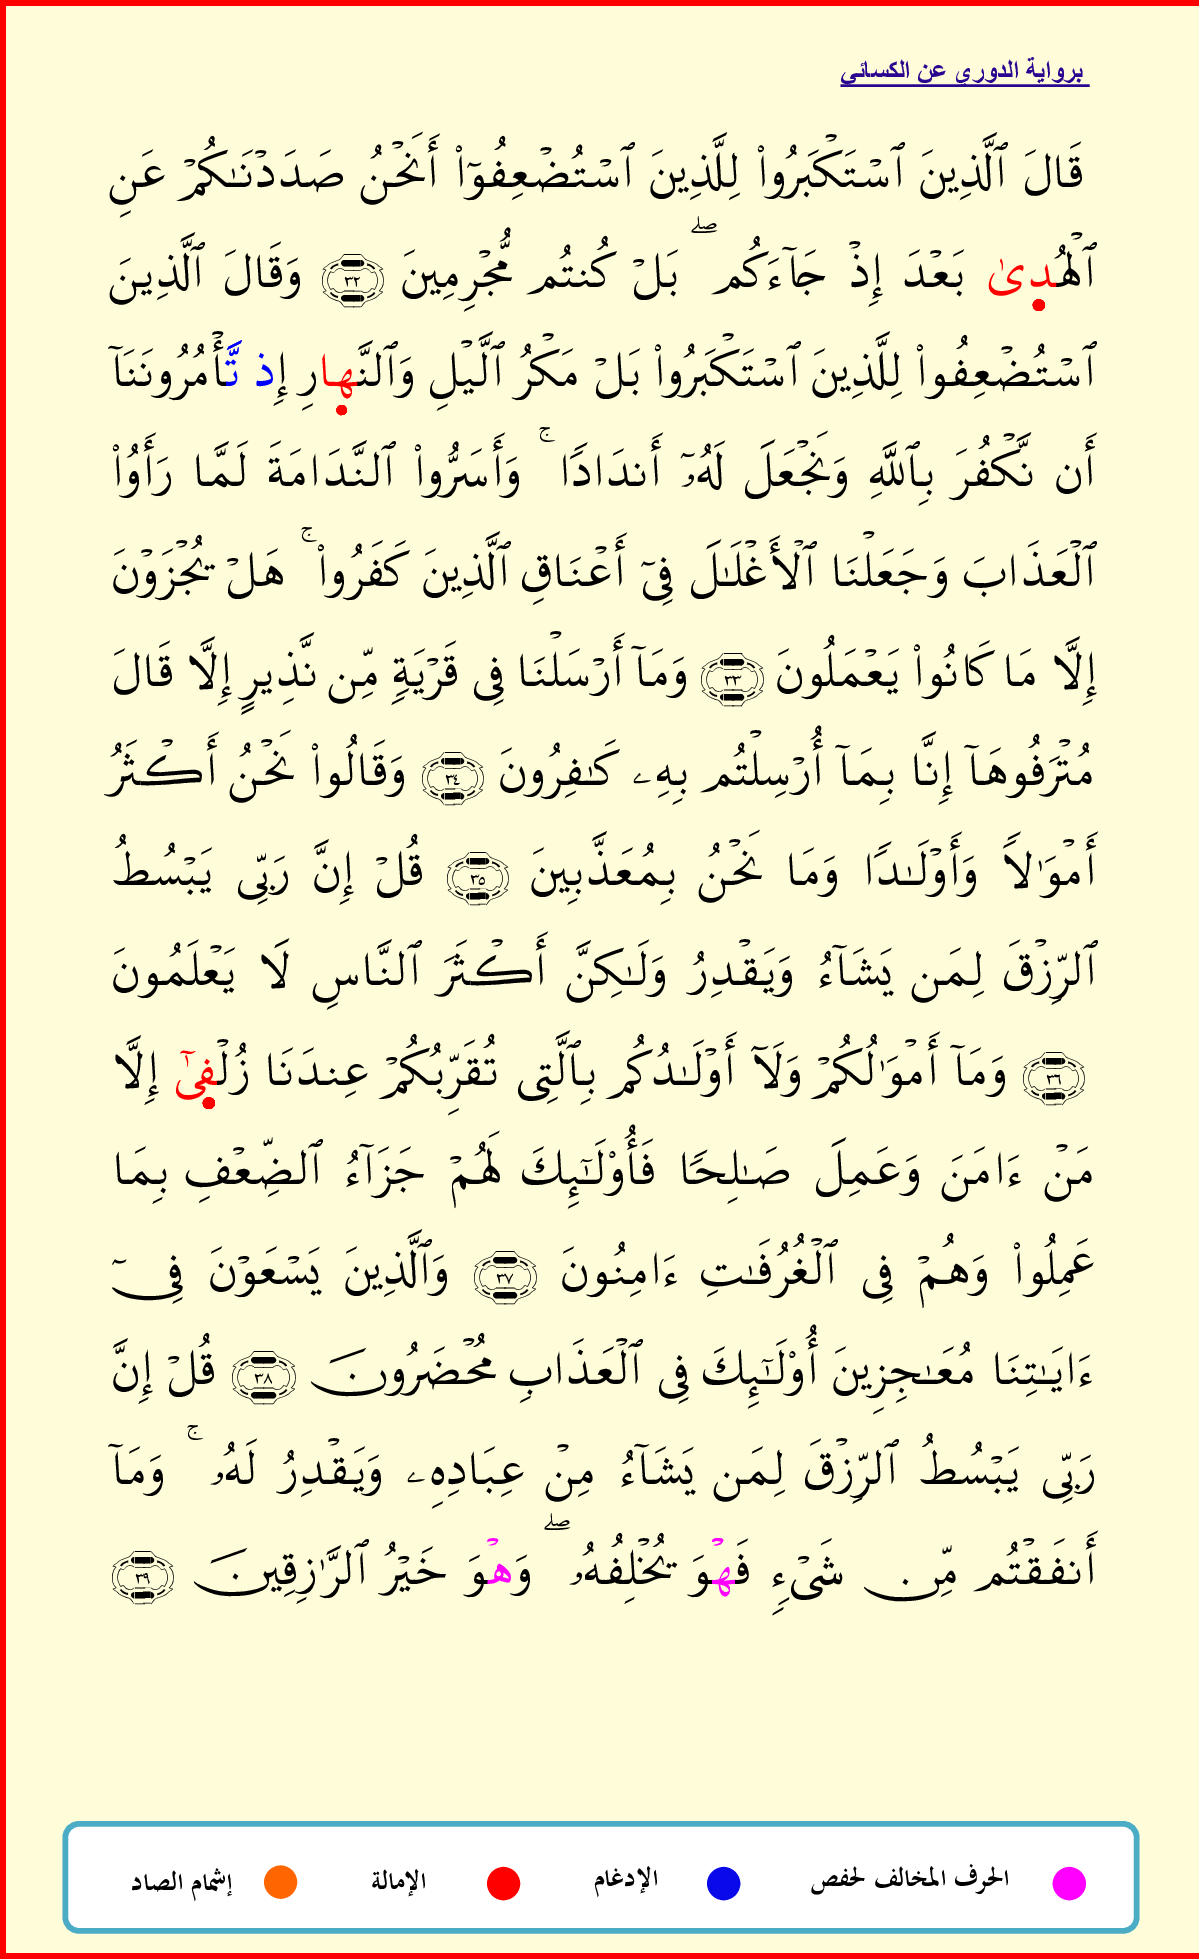 برواية الدوري عن الكسائي
قَالَ ٱلَّذِينَ ٱسۡتَكۡبَرُواْ لِلَّذِينَ ٱسۡتُضۡعِفُوٓاْ أَنَحۡنُ صَدَدۡنَٰكُمۡ عَنِ
ٱلۡهُدِىٰ بَعۡدَ إِذۡ جَآءَكُم ۖ بَلۡ كُنتُم مُّجۡرِمِينَ ٣٢ وَقَالَ ٱلَّذِينَ
ٱسۡتُضۡعِفُواْ لِلَّذِينَ ٱسۡتَكۡبَرُواْ بَلۡ مَكۡرُ ٱلَّيۡلِ وَٱلنَّهارِ إِذ تَّأۡمُرُونَنَآ
أَن نَّكۡفُرَ بِٱللَّهِ وَنَجۡعَلَ لَهُۥٓ أَندَادٗا ۚ وَأَسَرُّواْ ٱلنَّدَامَةَ لَمَّا رَأَوُاْ
ٱلۡعَذَابَ وَجَعَلۡنَا ٱلۡأَغۡلَٰلَ فِىٓ أَعۡنَاقِ ٱلَّذِينَ كَفَرُواْ ۚ هَلۡ يُجۡزَوۡنَ
إِلَّا مَا كَانُواْ يَعۡمَلُونَ ٣٣ وَمَآ أَرۡسَلۡنَا فِى قَرۡيَةٖ مِّن نَّذِيرٍ إِلَّا قَالَ
مُتۡرَفُوهَآ إِنَّا بِمَآ أُرۡسِلۡتُم بِهِۦ كَٰفِرُونَ ٣٤ وَقَالُواْ نَحۡنُ أَكۡثَرُ
أَمۡوَٰلٗا وَأَوۡلَٰدٗا وَمَا نَحۡنُ بِمُعَذَّبِينَ ٣٥ قُلۡ إِنَّ رَبِّى يَبۡسُطُ
ٱلرِّزۡقَ لِمَن يَشَآءُ وَيَقۡدِرُ وَلَٰكِنَّ أَكۡثَرَ ٱلنَّاسِ لَا يَعۡلَمُونَ
٣٦ وَمَآ أَمۡوَٰلُكُمۡ وَلَآ أَوۡلَٰدُكُم بِٱلَّتِى تُقَرِّبُكُمۡ عِندَنَا زُلۡفِىٰٓ إِلَّا
مَنۡ ءَامَنَ وَعَمِلَ صَٰلِحٗا فَأُوْلَٰٓئِكَ لَهُمۡ جَزَآءُ ٱلضِّعۡفِ بِمَا
عَمِلُواْ وَهُمۡ فِى ٱلۡغُرُفَٰتِ ءَامِنُونَ ٣٧ وَٱلَّذِينَ يَسۡعَوۡنَ فِىٓ
ءَايَٰتِنَا مُعَٰجِزِينَ أُوْلَٰٓئِكَ فِى ٱلۡعَذَابِ مُحۡضَرُونَ ٣٨ قُلۡ إِنَّ
رَبِّى يَبۡسُطُ ٱلرِّزۡقَ لِمَن يَشَآءُ مِنۡ عِبَادِهِۦ وَيَقۡدِرُ لَهُۥ ۚ وَمَآ
أَنفَقۡتُم مِّن شَىۡءٖ فَهۡوَ يُخۡلِفُهُۥ ۖ وَهۡوَ خَيۡرُ ٱلرَّٰزِقِينَ ٣٩
الحرف المخالف لحفص الإدغام الإمالة إشمام الصاد